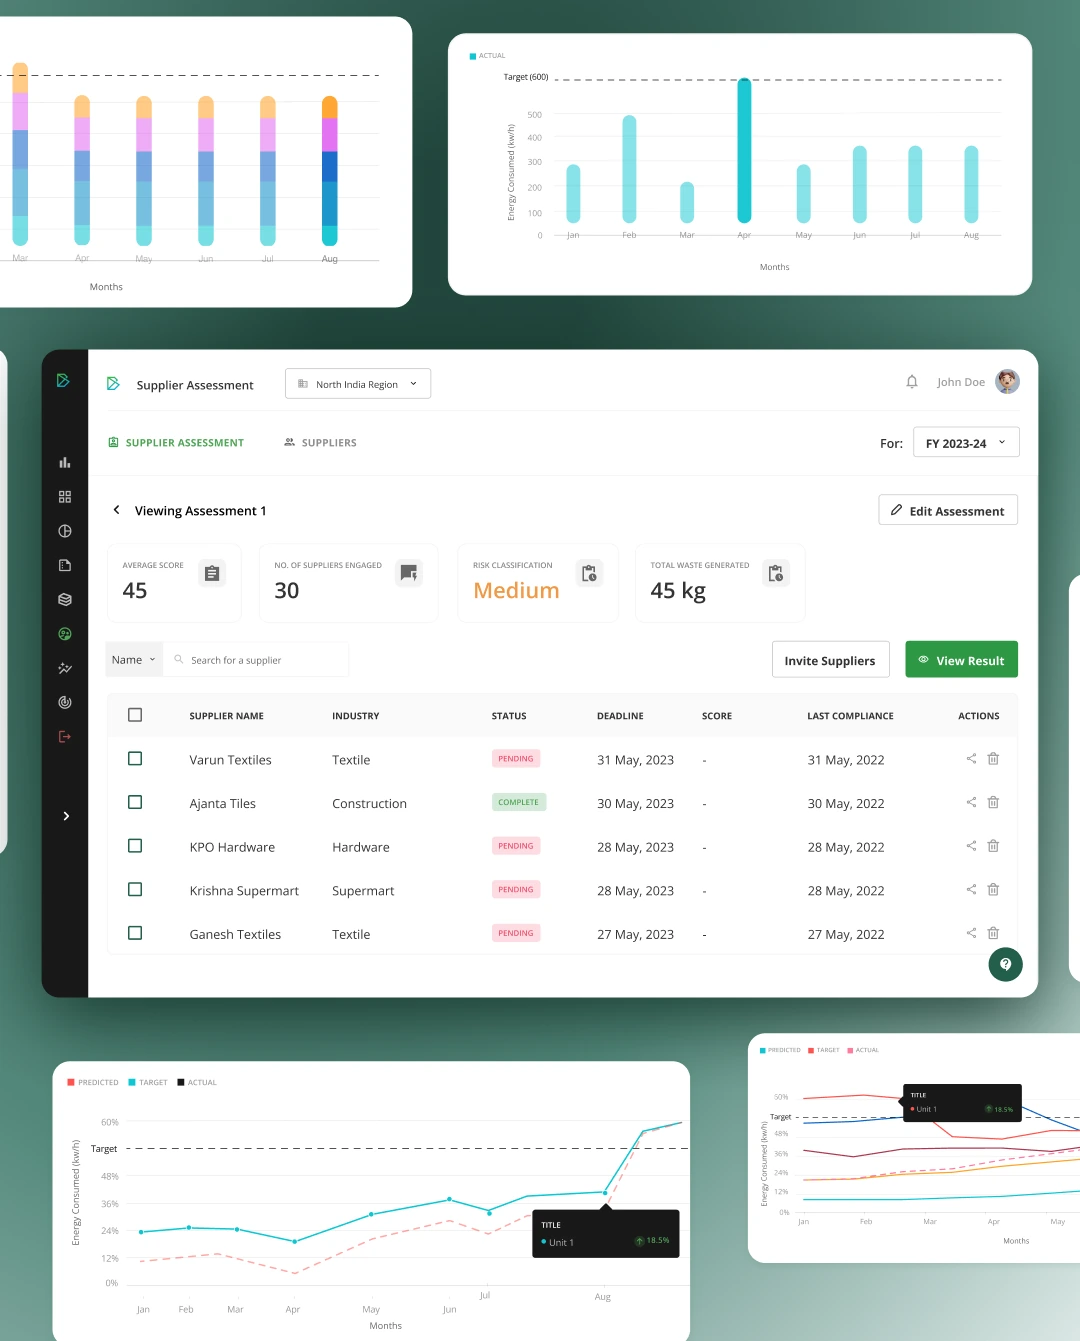 Mar Apr May Jun Jul Aug
Months
ACTUAL
Target (600)
500
400
300
200
100
0
Energy Consumed (kw/h)
Jan Feb Mar Apr May Jun Jul Aug
Months
Supplier Assessment
North India Region
John Doe
SUPPLIER ASSESSMENT
SUPPLIERS
For:
FY 2023-24
Viewing Assessment 1
Edit Assessment
AVERAGE SCORE
45
NO. OF SUPPLIERS ENGAGED
30
RISK CLASSIFICATION
Medium
TOTAL WASTE GENERATED
45 kg
Name
Search for a supplier
Invite Suppliers
View Result
SUPPLIER NAME INDUSTRY STATUS DEADLINE SCORE LAST COMPLIANCE ACTIONS
Varun Textiles Textile PENDING 31 May, 2023 - 31 May, 2022
Ajanta Tiles Construction COMPLETE 30 May, 2023 - 30 May, 2022
KPO Hardware Hardware PENDING 28 May, 2023 - 28 May, 2022
Krishna Supermart Supermart PENDING 28 May, 2023 - 28 May, 2022
Ganesh Textiles Textile PENDING 27 May, 2023 - 27 May, 2022
PREDICTED TARGET ACTUAL
60%
Target
48%
36%
24%
12%
0%
Energy Consumed (kw/h)
TITLE
Unit 1 18.5%
Jan Feb Mar Apr May Jun Jul Aug
Months
PREDICTED TARGET ACTUAL
50%
Target
48%
36%
24%
12%
0%
Energy Consumed (kw/h)
TITLE
Unit 1 18.5%
Jan Feb Mar Apr May
Months